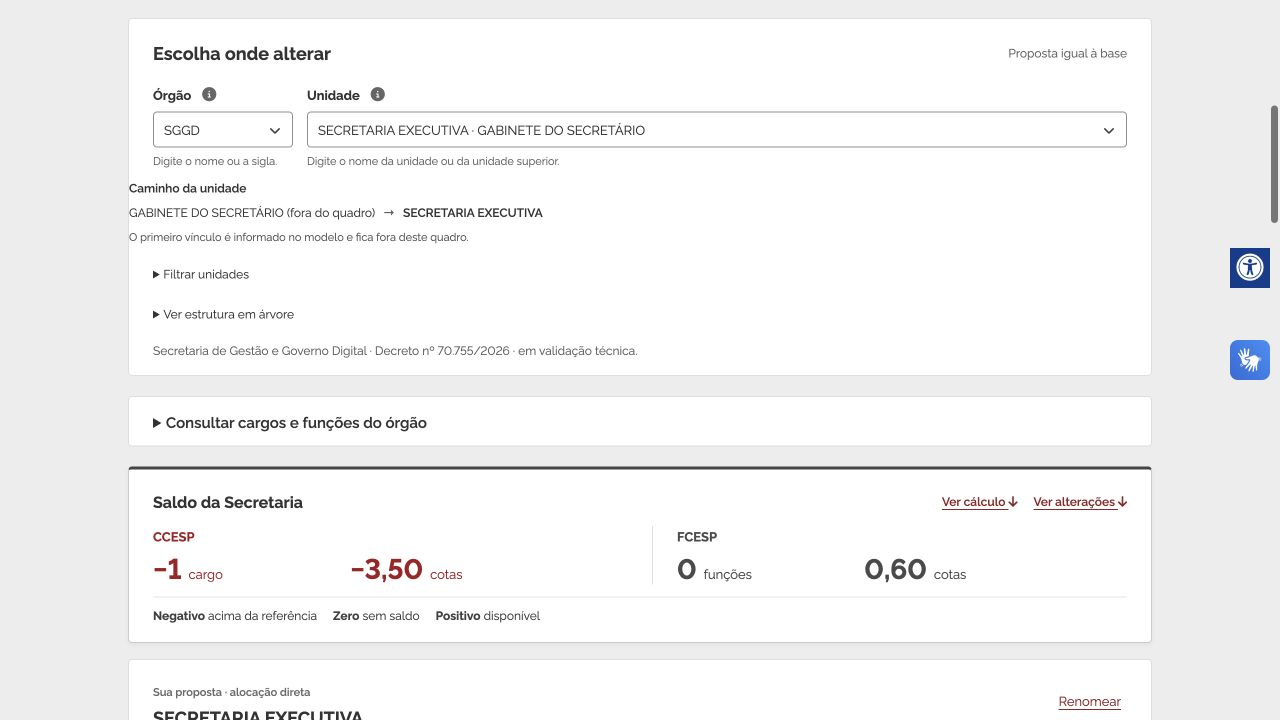 Escolha onde alterar
Proposta igual à base
Órgão
Unidade
SGGD
SECRETARIA EXECUTIVA · GABINETE DO SECRETÁRIO
Digite o nome ou a sigla.
Digite o nome da unidade ou da unidade superior.
Caminho da unidade
GABINETE DO SECRETÁRIO (fora do quadro) → SECRETARIA EXECUTIVA
O primeiro vínculo é informado no modelo e fica fora deste quadro.
Filtrar unidades
Ver estrutura em árvore
Secretaria de Gestão e Governo Digital · Decreto nº 70.755/2026 · em validação técnica.
Consultar cargos e funções do órgão
Saldo da Secretaria
Ver cálculo ↓ Ver alterações ↓
CCESP
−1 cargo −3,50 cotas
FCESP
0 funções 0,60 cotas
Negativo acima da referência Zero sem saldo Positivo disponível
Sua proposta · alocação direta
Renomear
SECRETARIA EXECUTIVA